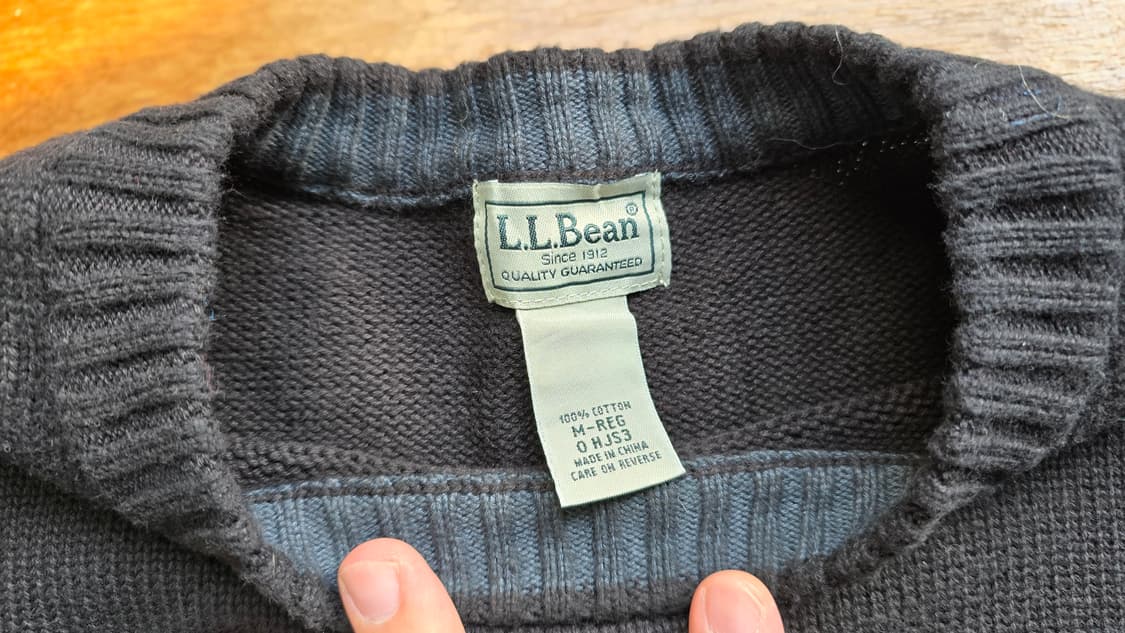 L.L.Bean®
Since 1912
QUALITY GUARANTEED
100% COTTON
M-REG
0 HJS3
MADE IN CHINA
CARE ON REVERSE